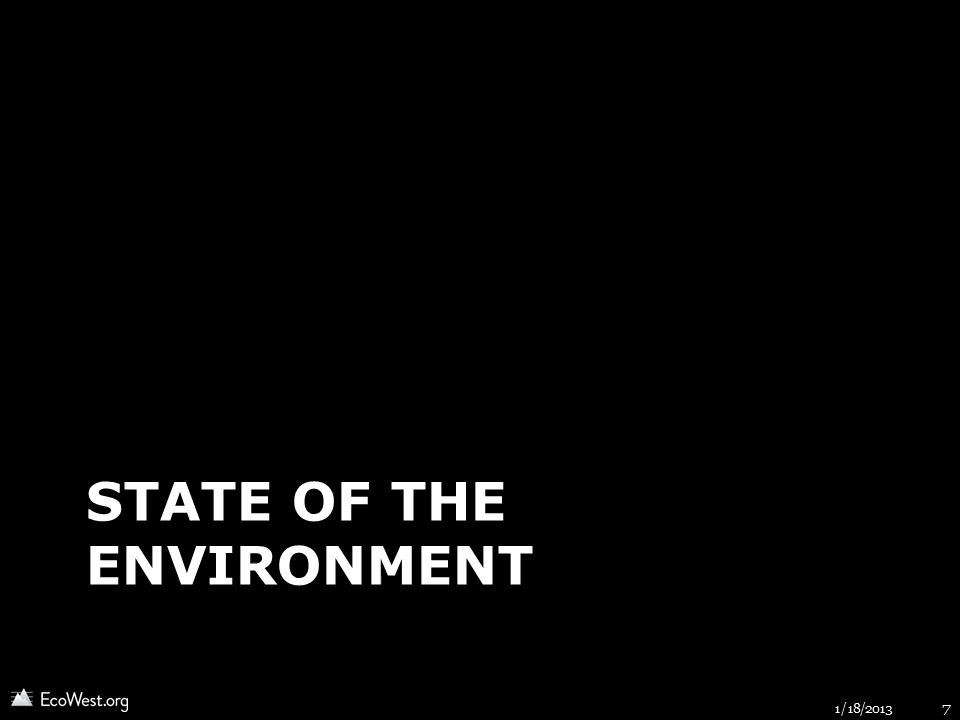 STATE OF THE
ENVIRONMENT
EcoWest.org
1/18/2013 7